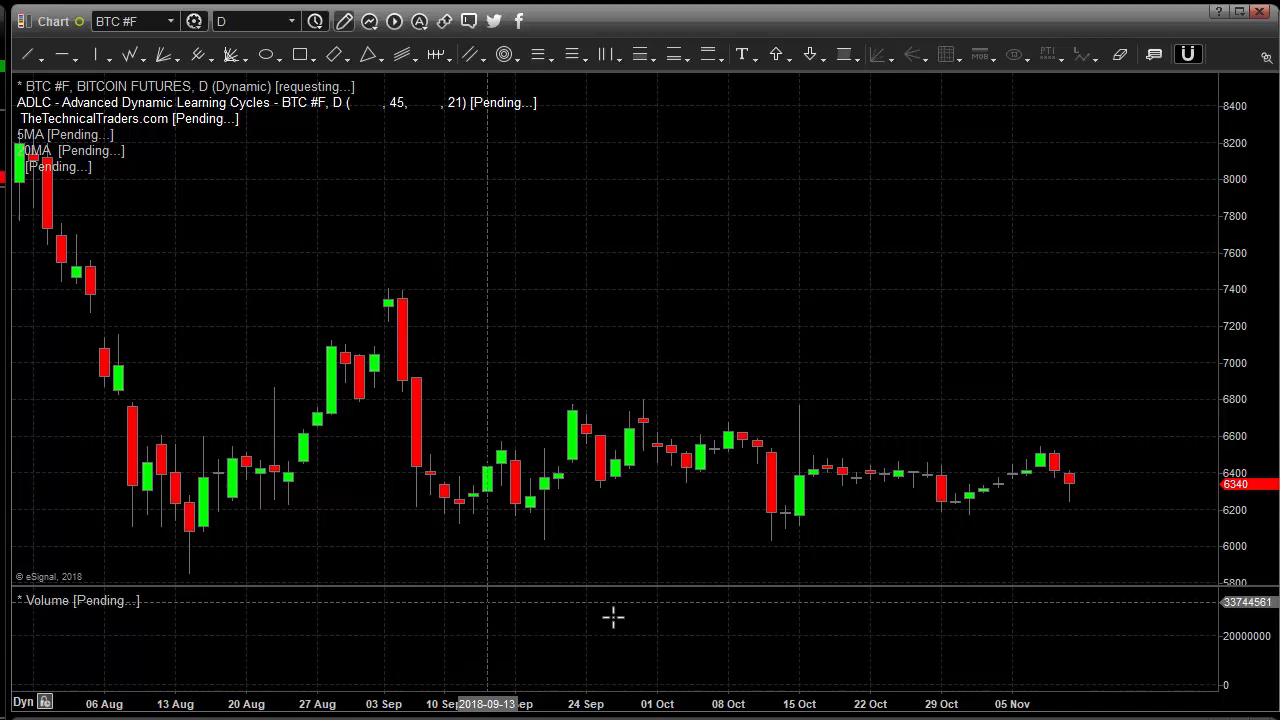 Chart BTC #F D
* BTC #F, BITCOIN FUTURES, D (Dynamic) [requesting...]
ADLC - Advanced Dynamic Learning Cycles - BTC #F, D ( , 45, , 21) [Pending...]
TheTechnicalTraders.com [Pending...]
5MA [Pending...]
20MA [Pending...]
[Pending...]
8400
8200
8000
7800
7600
7400
7200
7000
6800
6600
6400
6340
6200
6000
5800
© eSignal, 2018
* Volume [Pending...]
33744561
20000000
0
Dyn 06 Aug 13 Aug 20 Aug 27 Aug 03 Sep 10 Sep 2018-09-13 24 Sep 01 Oct 08 Oct 15 Oct 22 Oct 29 Oct 05 Nov